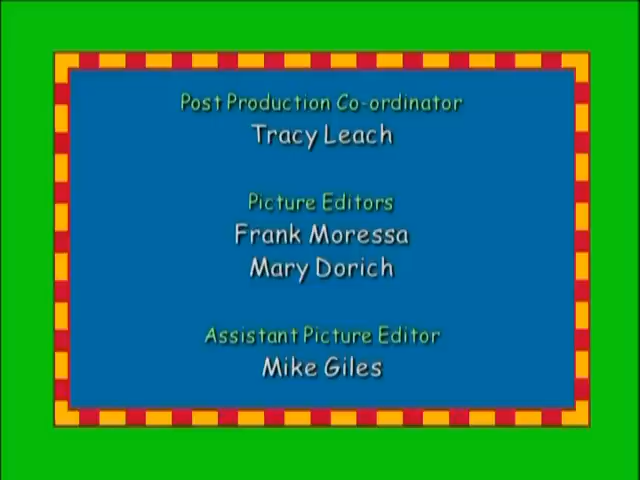 Post Production Co-ordinator
Tracy Leach
Picture Editors
Frank Moressa
Mary Dorich
Assistant Picture Editor
Mike Giles